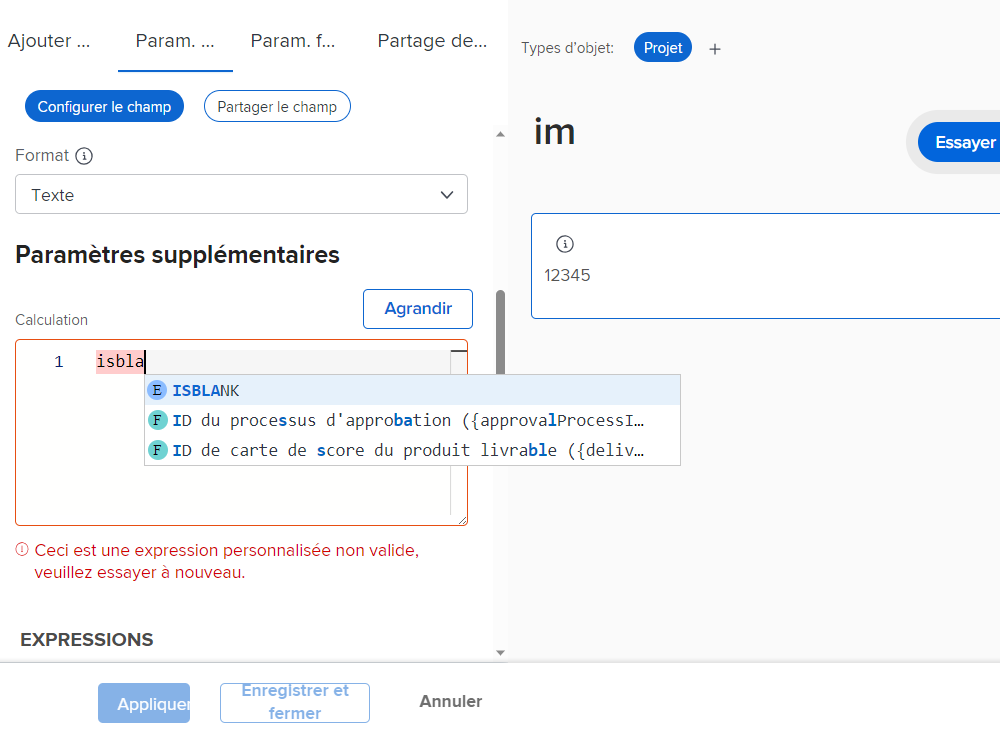 Ajouter ...
Param. ...
Param. f...
Partage de...
Types d’objet:
Projet
+
Configurer le champ
Partager le champ
im
Essayer
Format
Texte
Paramètres supplémentaires
12345
Calculation
Agrandir
1
isbla
E ISBLANK
F ID du processus d'approbation ({approvalProcessI…
F ID de carte de score du produit livrable ({deliv…
Ceci est une expression personnalisée non valide,
veuillez essayer à nouveau.
EXPRESSIONS
Appliquer
Enregistrer et
fermer
Annuler